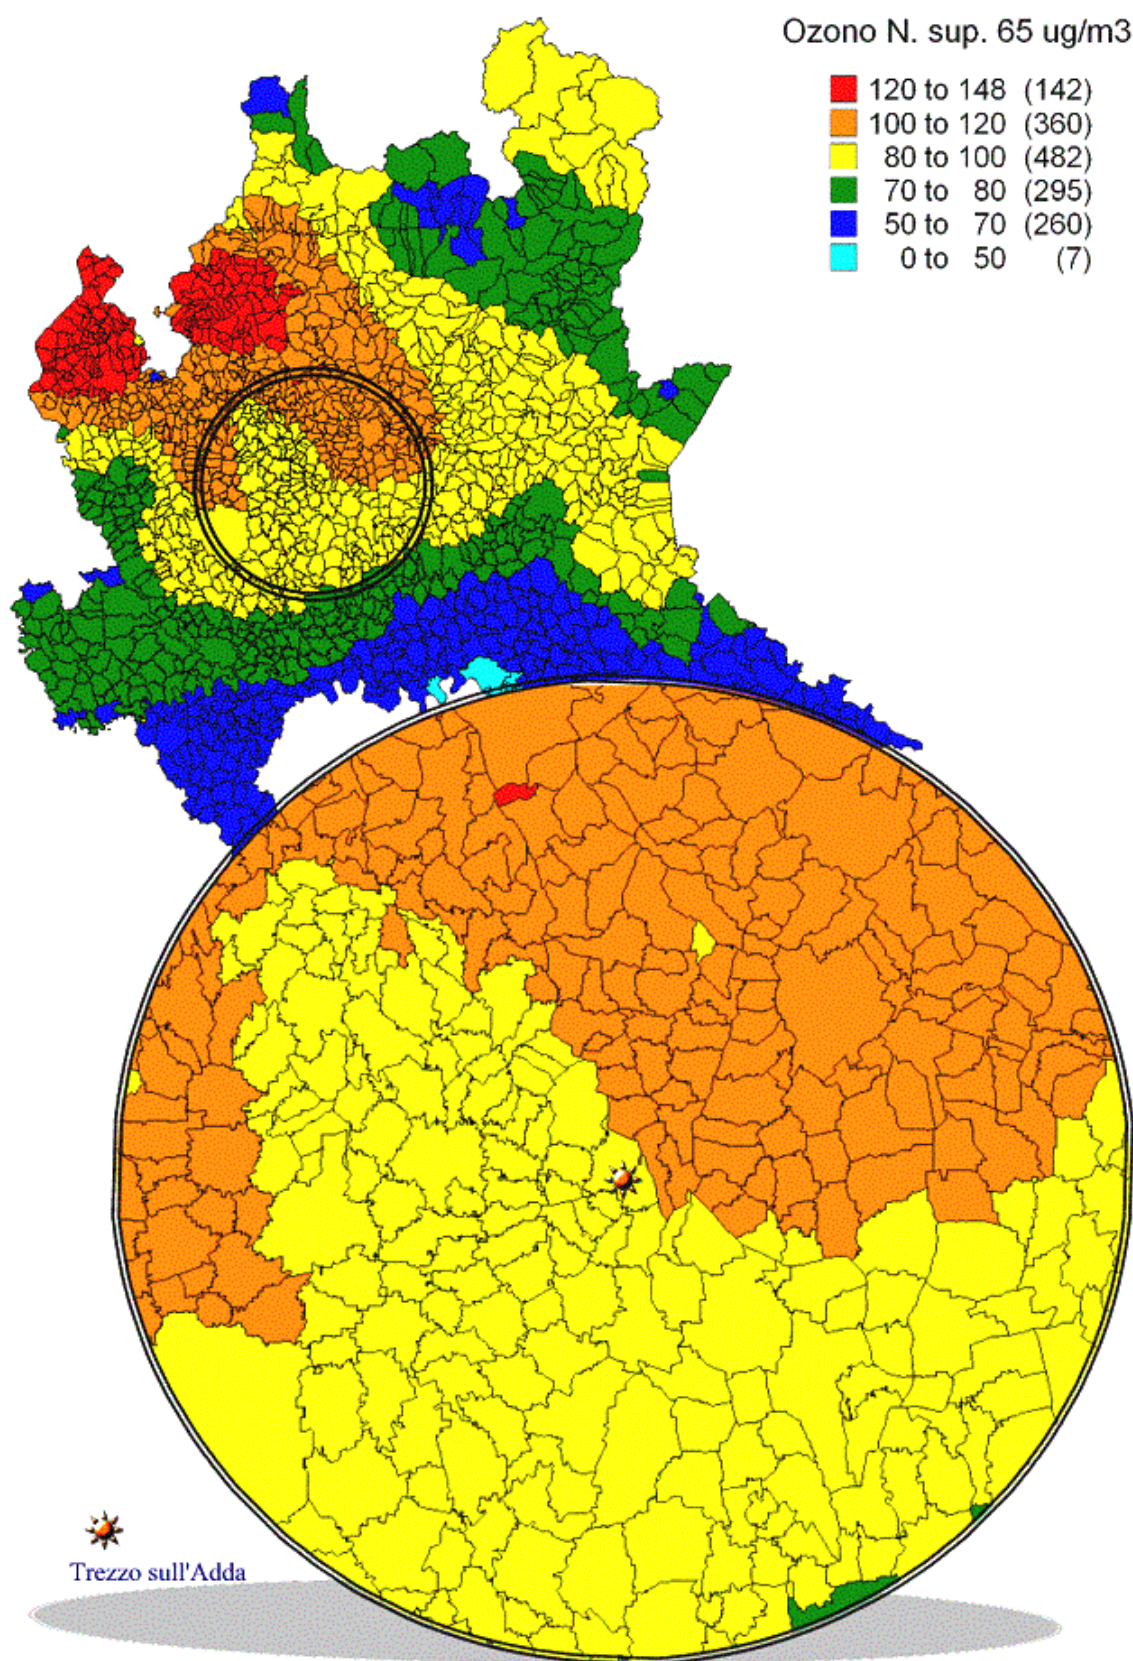 Ozono N. sup. 65 ug/m3
120 to 148 (142)
100 to 120 (360)
80 to 100 (482)
70 to 80 (295)
50 to 70 (260)
0 to 50 (7)
Trezzo sull'Adda